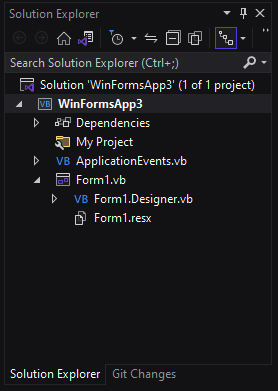 Solution Explorer
Search Solution Explorer (Ctrl+;)
Solution 'WinFormsApp3' (1 of 1 project)
VB WinFormsApp3
Dependencies
My Project
VB ApplicationEvents.vb
Form1.vb
VB Form1.Designer.vb
Form1.resx
Solution Explorer Git Changes